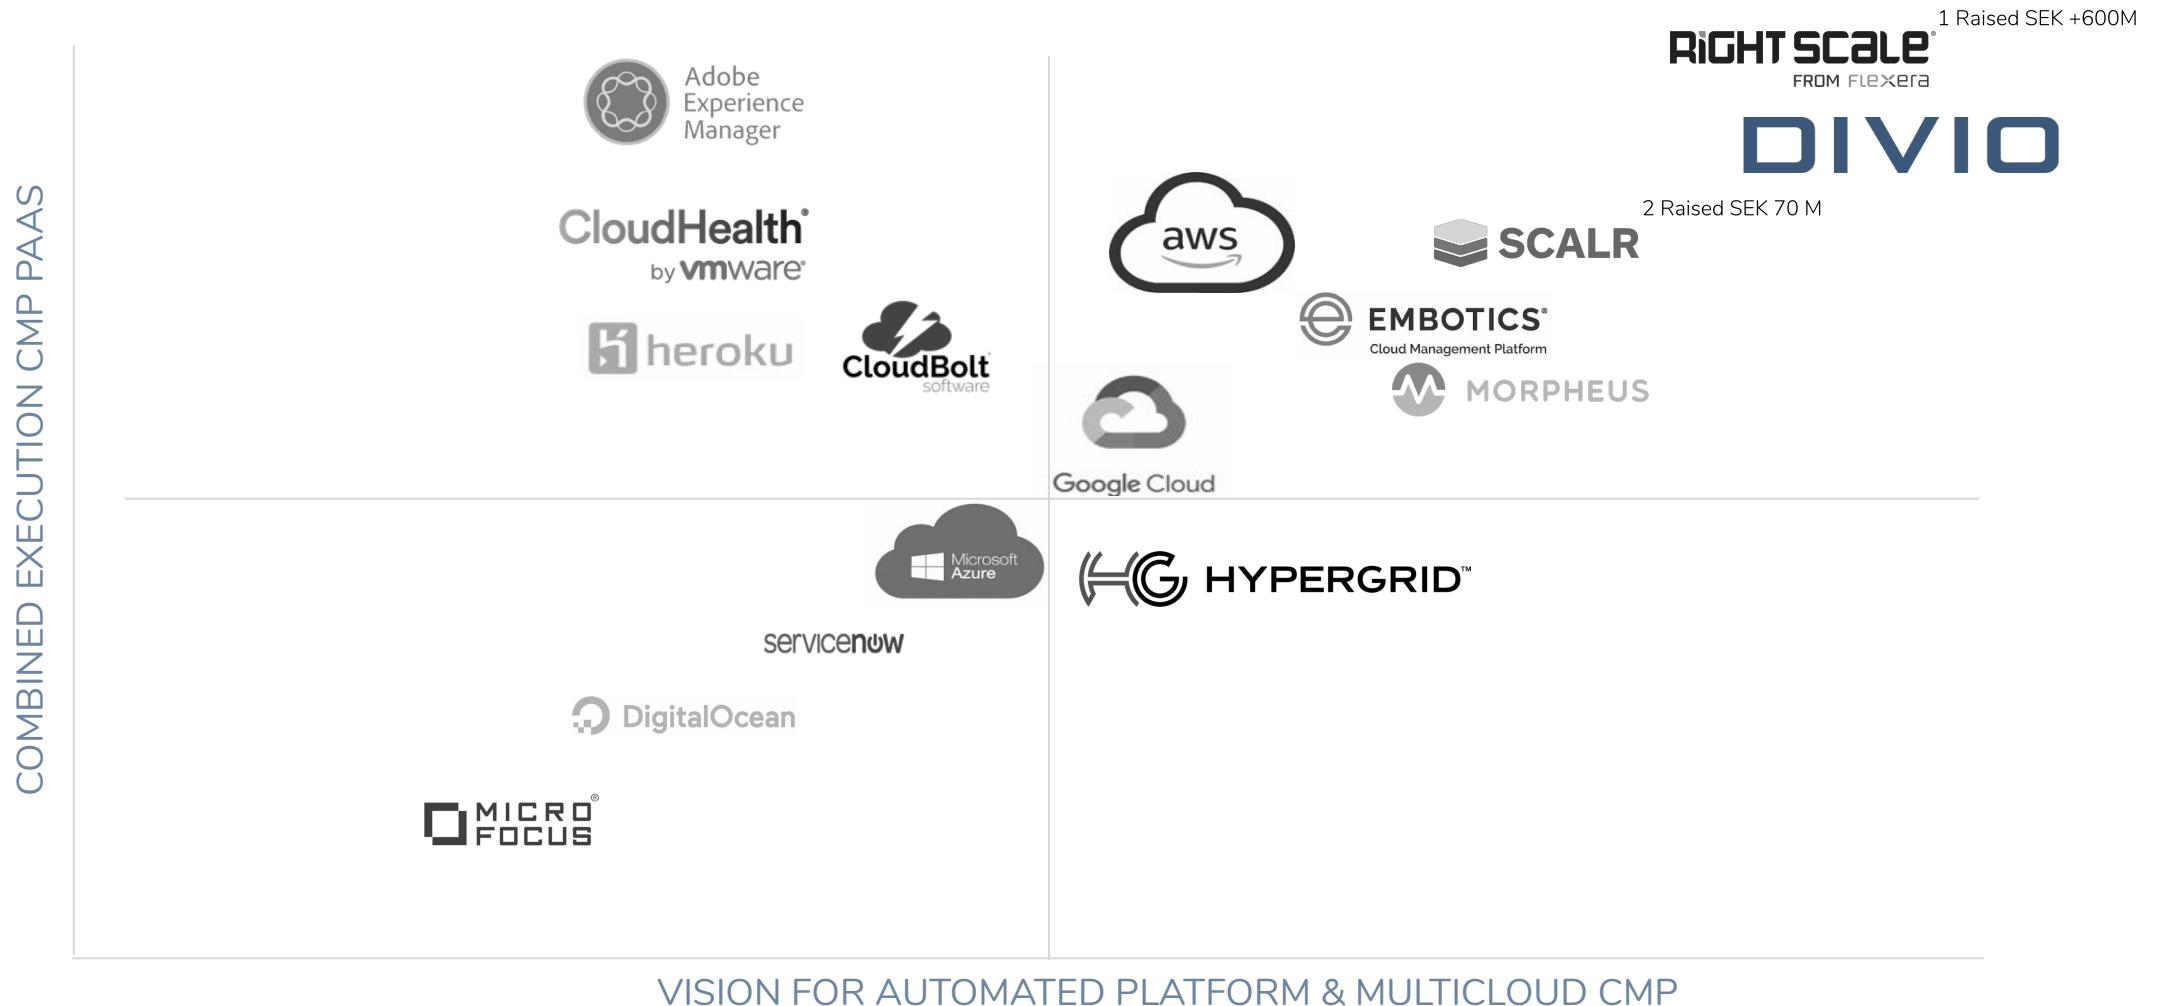 1 Raised SEK +600M
RiGHT SCaLe®
FROM FLeXera
Adobe
Experience
Manager
DIVIO
CloudHealth®
by vmware®
aws
2 Raised SEK 70 M
SCALR
heroku
CloudBolt
software
EMBOTICS®
Cloud Management Platform
MORPHEUS
Google Cloud
COMBINED EXECUTION CMP PAAS
Microsoft
Azure
HG HYPERGRID™
servicenow
DigitalOcean
MICRO®
FOCUS
VISION FOR AUTOMATED PLATFORM & MULTICLOUD CMP